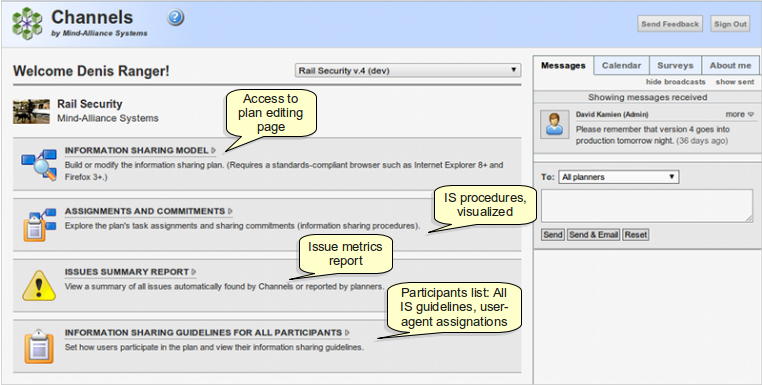 Channels
by Mind-Alliance Systems
?
Send Feedback
Sign Out
Welcome Denis Ranger!
Rail Security v.4 (dev)
Rail Security
Mind-Alliance Systems
Access to
plan editing
page
INFORMATION SHARING MODEL
Build or modify the information sharing plan. (Requires a standards-compliant browser such as Internet Explorer 8+ and
Firefox 3+.)
IS procedures,
visualized
ASSIGNMENTS AND COMMITMENTS
Explore the plan's task assignments and sharing commitments (information sharing procedures).
Issue metrics
report
ISSUES SUMMARY REPORT
View a summary of all issues automatically found by Channels or reported by planners.
Participants list: All
IS guidelines, user-
agent assignations
INFORMATION SHARING GUIDELINES FOR ALL PARTICIPANTS
Set how users participate in the plan and view their information sharing guidelines.
Messages
Calendar
Surveys
About me
hide broadcasts
show sent
Showing messages received
David Kamien (Admin)
more
Please remember that version 4 goes into
production tomorrow night. (36 days ago)
To:
All planners
Send
Send & Email
Reset